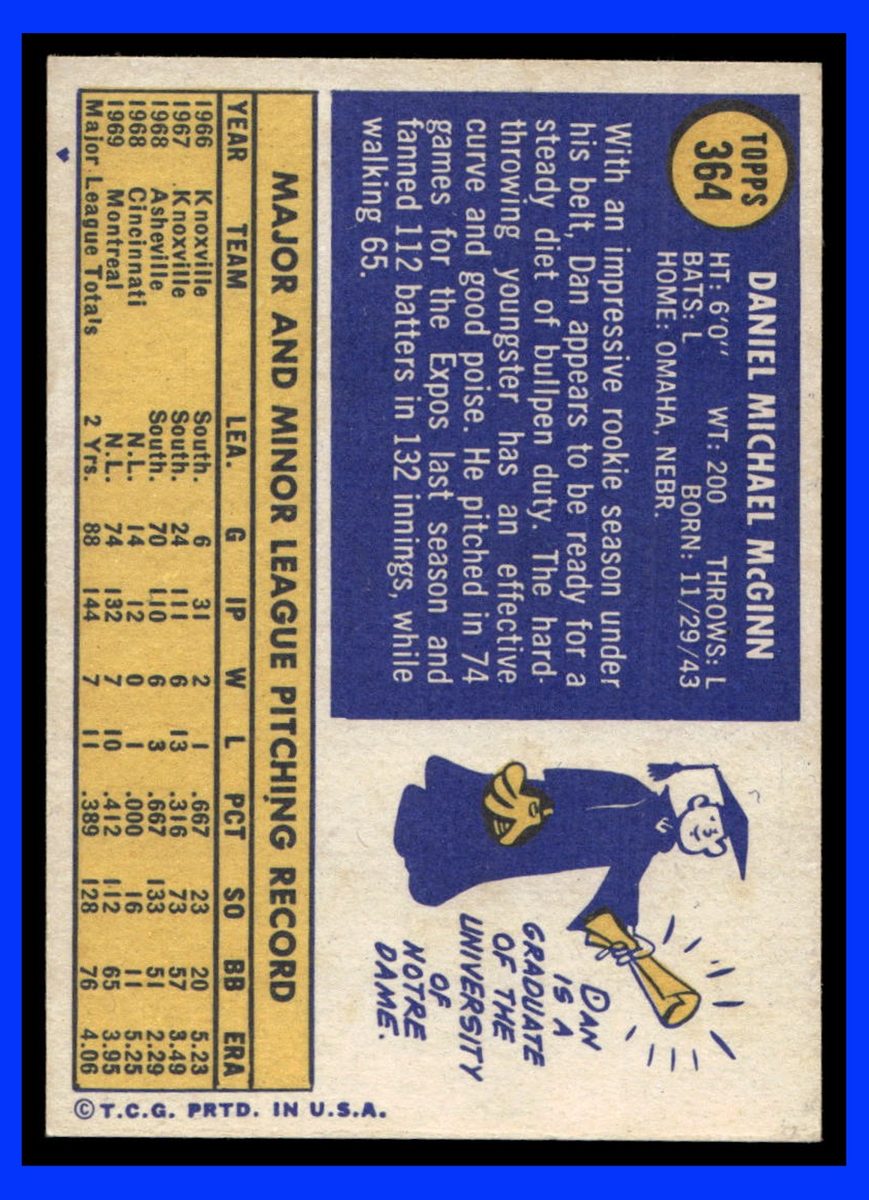 TOPPS
364
DANIEL MICHAEL McGINN
HT: 6'0" WT: 200 THROWS: L
BATS: L BORN: 11/29/43
HOME: OMAHA, NEBR.
With an impressive rookie season under
his belt, Dan appears to be ready for a
steady diet of bullpen duty. The hard-
throwing youngster has an effective
curve and good poise. He pitched in 74
games for the Expos last season and
fanned 112 batters in 132 innings, while
walking 65.
DAN
IS A
GRADUATE
OF THE
UNIVERSITY
OF
NOTRE
DAME.
MAJOR AND MINOR LEAGUE PITCHING RECORD
YEAR TEAM LEA. G IP W L PCT SO BB ERA
1966 Knoxville South. 6 31 2 1 .667 23 20 5.23
1967 Knoxville South. 24 111 6 13 .316 73 57 3.49
1968 Asheville South. 70 110 6 3 .667 133 51 2.29
1968 Cincinnati N.L. 14 12 0 1 .000 16 11 5.25
1969 Montreal N.L. 74 132 7 10 .412 112 65 3.95
Major League Totals 2 Yrs. 88 144 7 11 .389 128 76 4.06
© T.C.G. PRTD. IN U.S.A.